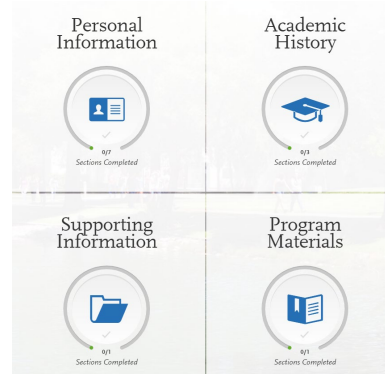 Personal
Information
0/7
Sections Completed
Academic
History
0/3
Sections Completed
Supporting
Information
0/1
Sections Completed
Program
Materials
0/1
Sections Completed